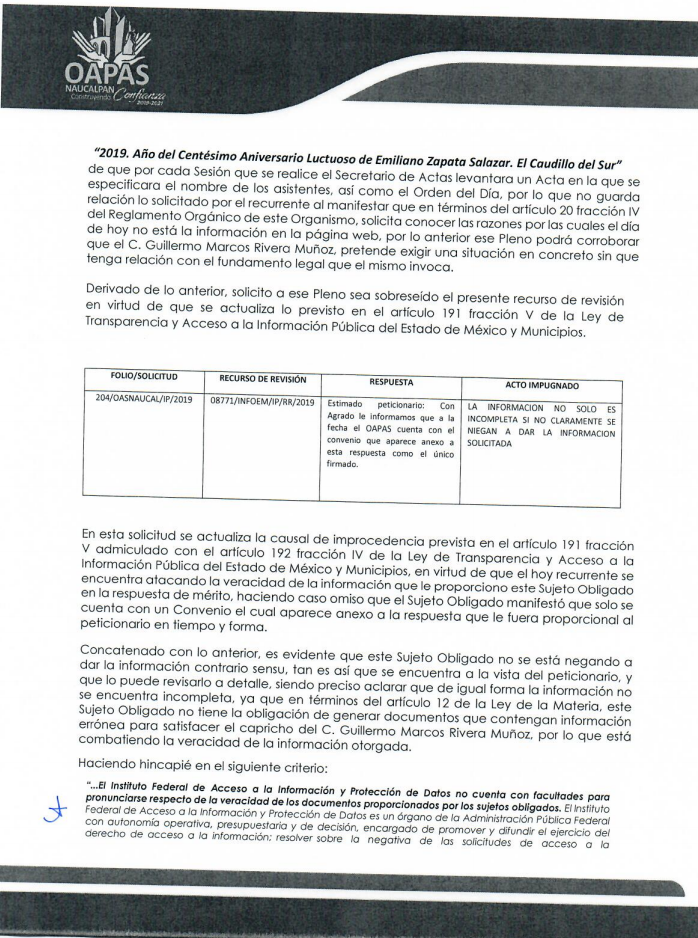 OAPAS
NAUCALPAN
Construyendo Confianza
2019-2021
"2019. Año del Centésimo Aniversario Luctuoso de Emiliano Zapata Salazar. El Caudillo del Sur"
de que por cada Sesión que se realice el Secretario de Actas levantara un Acta en la que se
especificara el nombre de los asistentes, así como el Orden del Día, por lo que no guarda
relación lo solicitado por el recurrente al manifestar que en términos del artículo 20 fracción IV
del Reglamento Orgánico de este Organismo, solicita conocer las razones por las cuales el día
de hoy no está la información en la página web, por lo anterior ese Pleno podrá corroborar
que el C. Guillermo Marcos Rivera Muñoz, pretende exigir una situación en concreto sin que
tenga relación con el fundamento legal que el mismo invoca.
Derivado de lo anterior, solicito a ese Pleno sea sobreseído el presente recurso de revisión
en virtud de que se actualiza lo previsto en el artículo 191 fracción V de la Ley de
Transparencia y Acceso a la Información Pública del Estado de México y Municipios.
FOLIO/SOLICITUD RECURSO DE REVISIÓN RESPUESTA ACTO IMPUGNADO
204/OASNAUCAL/IP/2019
08771/INFOEM/IP/RR/2019
Estimado peticionario: Con
Agrado le informamos que a la
fecha el OAPAS cuenta con el
convenio que aparece anexo a
esta respuesta como el único
firmado.
LA INFORMACION NO SOLO ES
INCOMPLETA SI NO CLARAMENTE SE
NIEGAN A DAR LA INFORMACION
SOLICITADA
En esta solicitud se actualiza la causal de improcedencia prevista en el artículo 191 fracción
V admiculado con el artículo 192 fracción IV de la Ley de Transparencia y Acceso a la
Información Pública del Estado de México y Municipios, en virtud de que el hoy recurrente se
encuentra atacando la veracidad de la información que le proporciono este Sujeto Obligado
en la respuesta de mérito, haciendo caso omiso que el Sujeto Obligado manifestó que solo se
cuenta con un Convenio el cual aparece anexo a la respuesta que le fuera proporcional al
peticionario en tiempo y forma.
Concatenado con lo anterior, es evidente que este Sujeto Obligado no se está negando a
dar la información contrario sensu, tan es así que se encuentra a la vista del peticionario, y
que lo puede revisarlo a detalle, siendo preciso aclarar que de igual forma la información no
se encuentra incompleta, ya que en términos del artículo 12 de la Ley de la Materia, este
Sujeto Obligado no tiene la obligación de generar documentos que contengan información
errónea para satisfacer el capricho del C. Guillermo Marcos Rivera Muñoz, por lo que está
combatiendo la veracidad de la información otorgada.
Haciendo hincapié en el siguiente criterio:
"...El Instituto Federal de Acceso a la Información y Protección de Datos no cuenta con facultades para
pronunciarse respecto de la veracidad de los documentos proporcionados por los sujetos obligados. El Instituto
Federal de Acceso a la Información y Protección de Datos es un órgano de la Administración Pública Federal
con autonomía operativa, presupuestaria y de decisión, encargado de promover y difundir el ejercicio del
derecho de acceso a la información; resolver sobre la negativa de las solicitudes de acceso a la